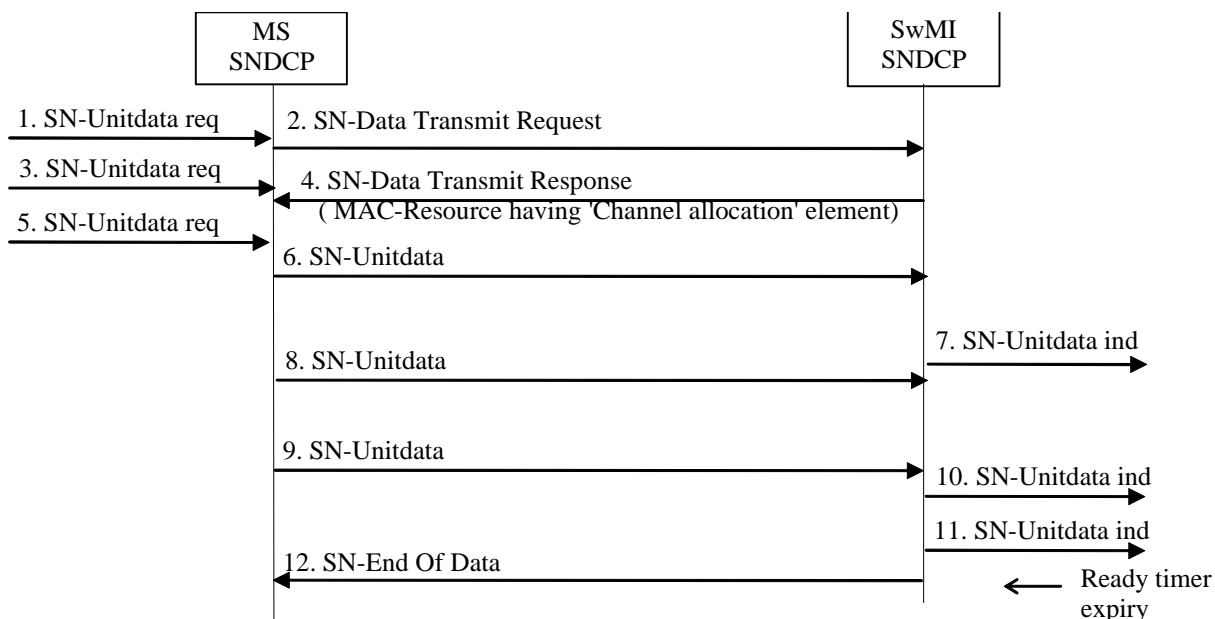 MS
SNDCP
SwMI
SNDCP
1. SN-Unitdata req
2. SN-Data Transmit Request
3. SN-Unitdata req
4. SN-Data Transmit Response
( MAC-Resource having 'Channel allocation' element)
5. SN-Unitdata req
6. SN-Unitdata
7. SN-Unitdata ind
8. SN-Unitdata
9. SN-Unitdata
10. SN-Unitdata ind
11. SN-Unitdata ind
12. SN-End Of Data
Ready timer
expiry